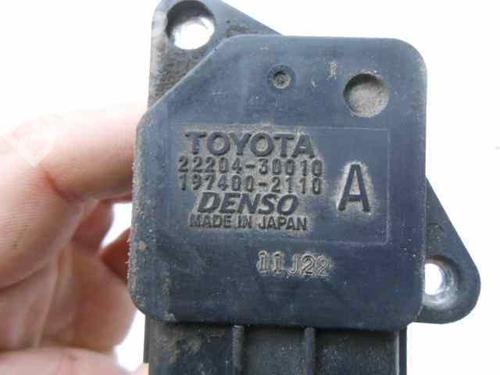 TOYOTA
22204-30010
197400-2110
DENSO
MADE IN JAPAN
A
11J22